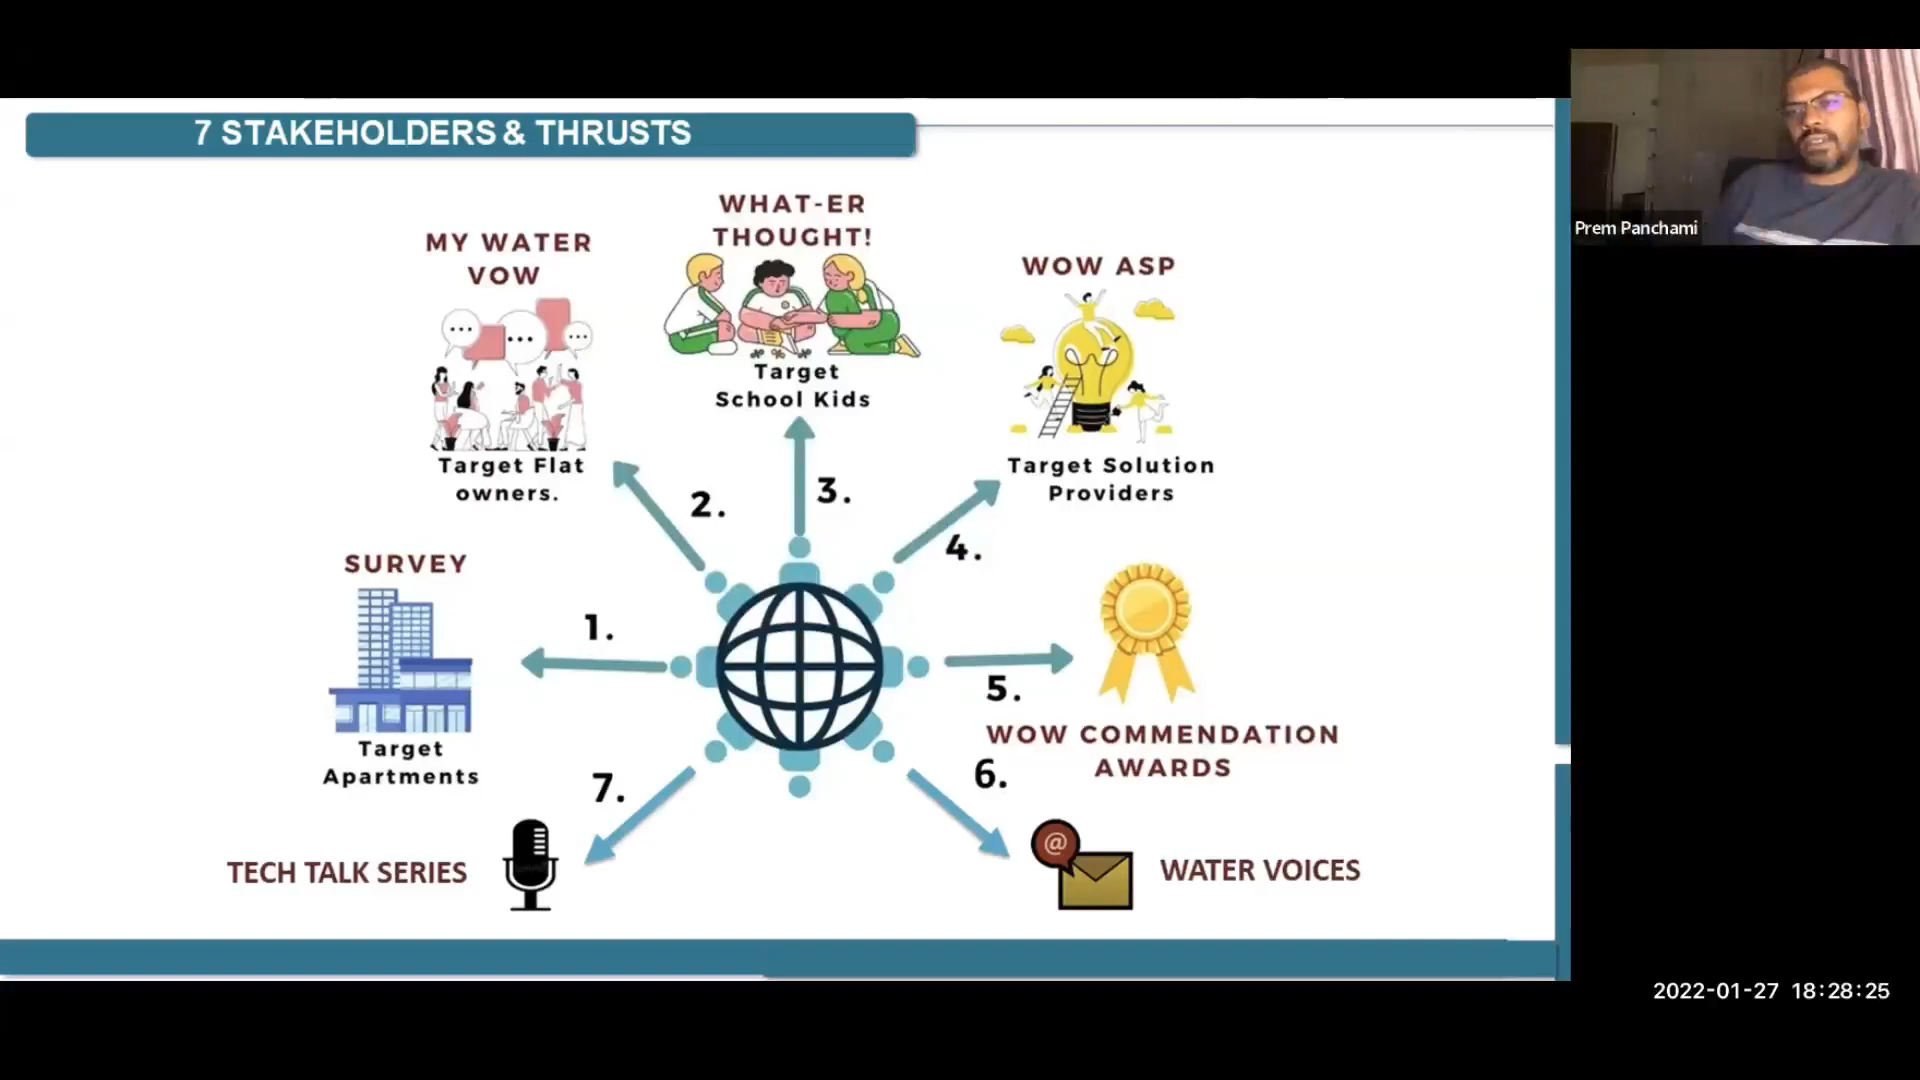 7 STAKEHOLDERS & THRUSTS
Prem Panchami
WHAT-ER
THOUGHT!
Target
School Kids
MY WATER
VOW
Target Flat
owners.
WOW ASP
Target Solution
Providers
2.
3.
4.
SURVEY
Target
Apartments
1.
5.
WOW COMMENDATION
AWARDS
6.
7.
TECH TALK SERIES
@
WATER VOICES
2022-01-27 18:28:25